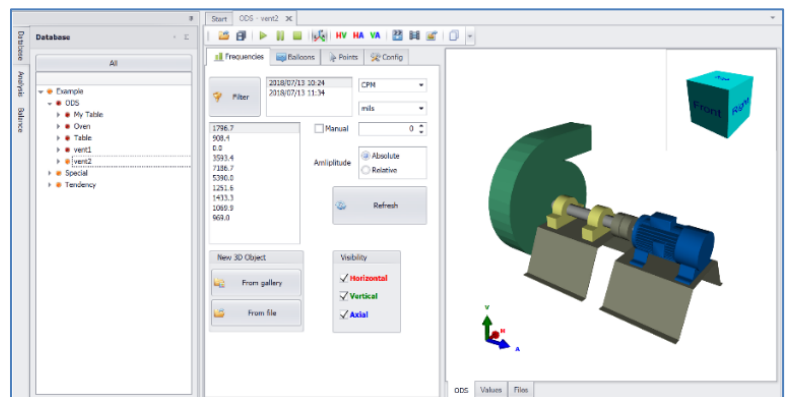 Start ODS - vent2
Database
Analysis
Balance
Database
All
Example
ODS
My Table
Oven
Table
vent1
vent2
Special
Tendency
HV HA VA
Frequencies Balloons Points Config
Filter
2018/07/13 10:24
2018/07/13 11:34
CPM
mils
1796.7
908.4
0.0
3593.4
7186.7
5390.0
1251.6
1433.3
1069.9
969.0
Manual 0
Amliplitude
Absolute
Relative
Refresh
New 3D Object
From gallery
From file
Visibility
Horizontal
Vertical
Axial
Front
Right
V
H
A
ODS Values Files